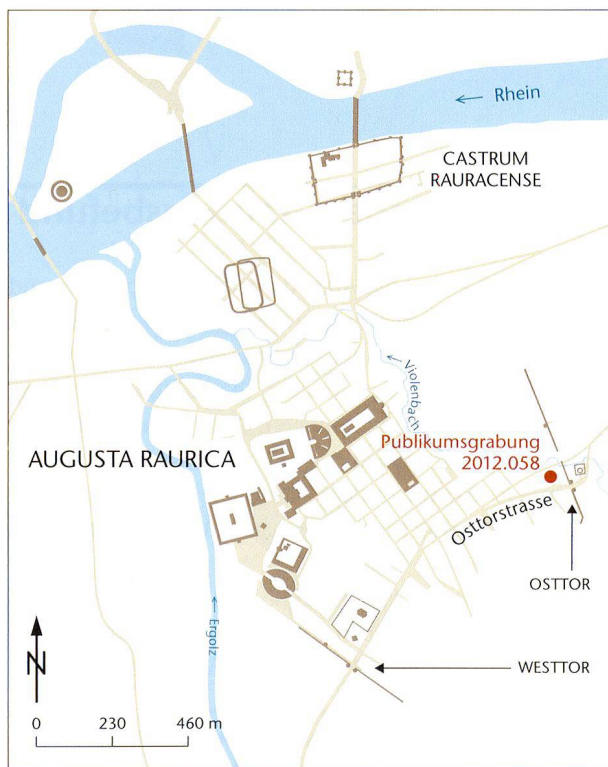 ← Rhein
CASTRUM
RAURACENSE
← Violenbach
Publikumsgrabung
2012.058
AUGUSTA RAURICA
Osttorstrasse
OSTTOR
← Ergolz
WESTTOR
N
0 230 460 m